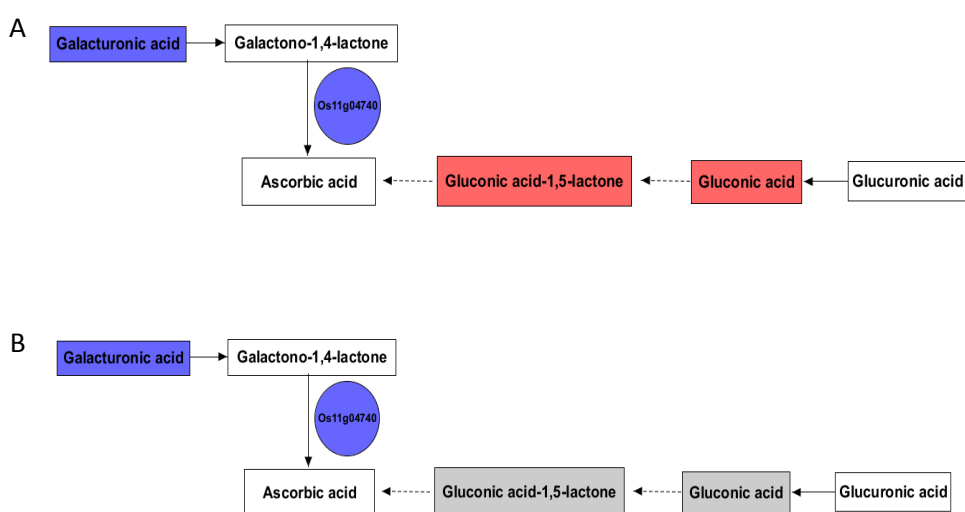 A
Galacturonic acid
Galactono-1,4-lactone
Os11g04740
Ascorbic acid
Gluconic acid-1,5-lactone
Gluconic acid
Glucuronic acid
B
Galacturonic acid
Galactono-1,4-lactone
Os11g04740
Ascorbic acid
Gluconic acid-1,5-lactone
Gluconic acid
Glucuronic acid